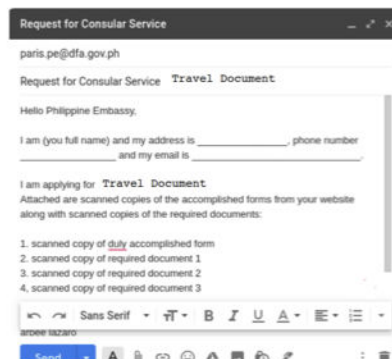 Request for Consular Service
paris.pe@dfa.gov.ph
Request for Consular Service Travel Document
Hello Philippine Embassy,
I am (you full name) and my address is ________________, phone number
_________________ and my email is ______________________________.
I am applying for Travel Document
Attached are scanned copies of the accomplished forms from your website
along with scanned copies of the required documents:
1. scanned copy of duly accomplished form
2. scanned copy of required document 1
3. scanned copy of required document 2
4, scanned copy of required document 3
Sans Serif B I U A
arbee lazaro
Send A